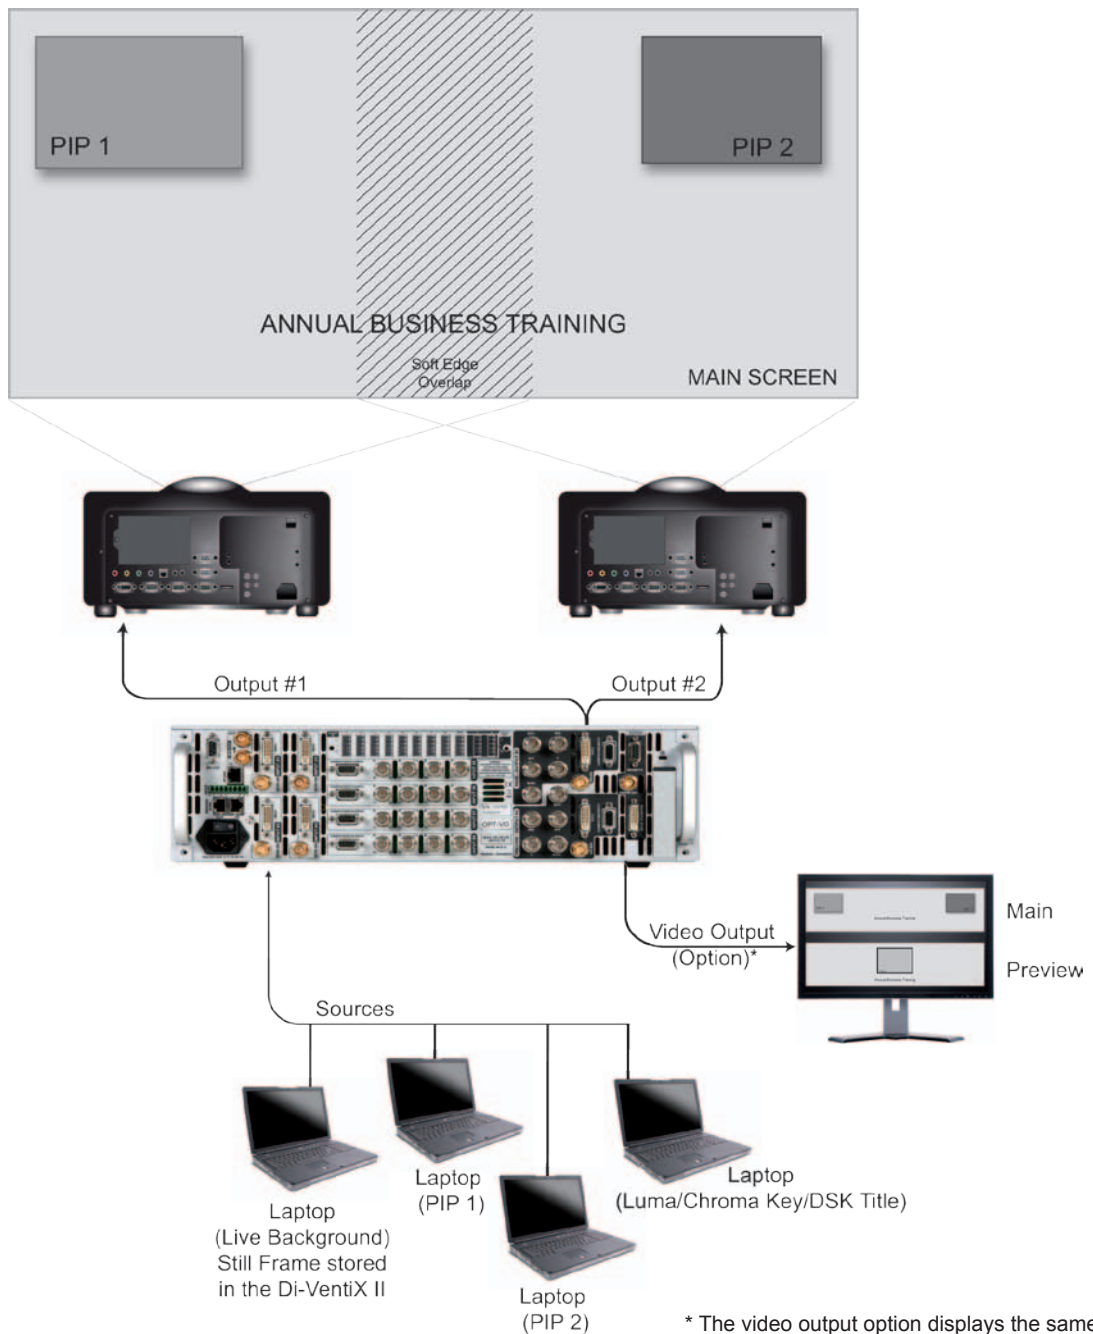 PIP 1
PIP 2
ANNUAL BUSINESS TRAINING
Soft Edge
Overlap
MAIN SCREEN
Output #1
Output #2
OPT-VO
Video Output
(Option)*
Main
Preview
Sources
Laptop
(Live Background)
Still Frame stored
in the Di-VentiX II
Laptop
(PIP 1)
Laptop
(PIP 2)
Laptop
(Luma/Chroma Key/DSK Title)
* The video output option displays the same